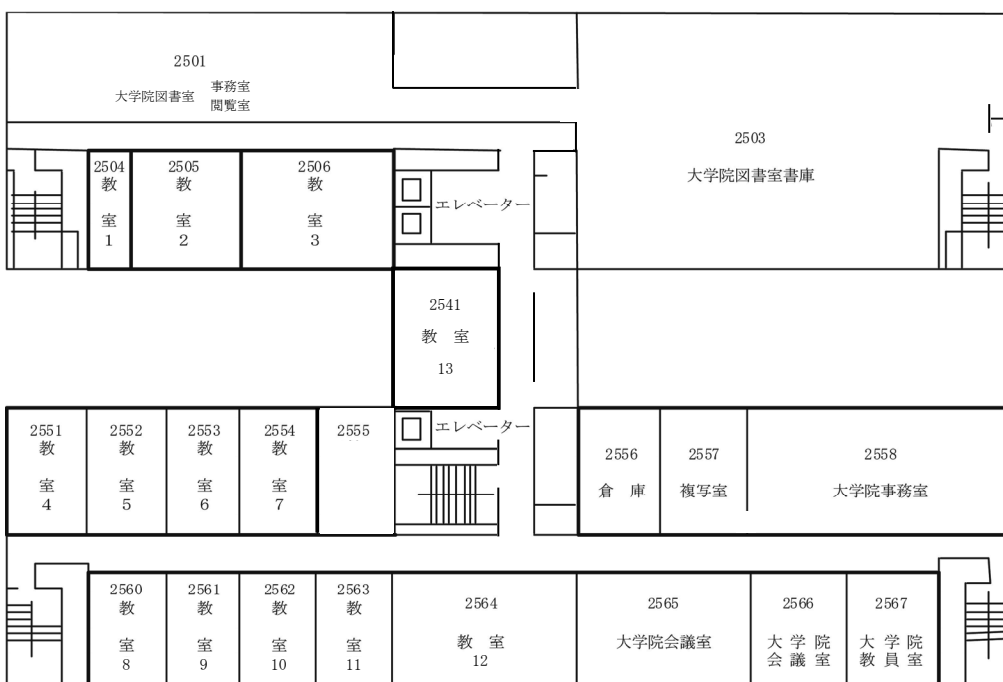 2501
大学院図書室
事務室
閲覧室
2503
大学院図書室書庫
2504
教
室
1
2505
教
室
2
2506
教
室
3
エレベーター
2541
教 室
13
2551
教
室
4
2552
教
室
5
2553
教
室
6
2554
教
室
7
2555
エレベーター
2556
倉 庫
2557
複写室
2558
大学院事務室
2560
教
室
8
2561
教
室
9
2562
教
室
10
2563
教
室
11
2564
教 室
12
2565
大学院会議室
2566
大 学 院
会 議 室
2567
大 学 院
教 員 室